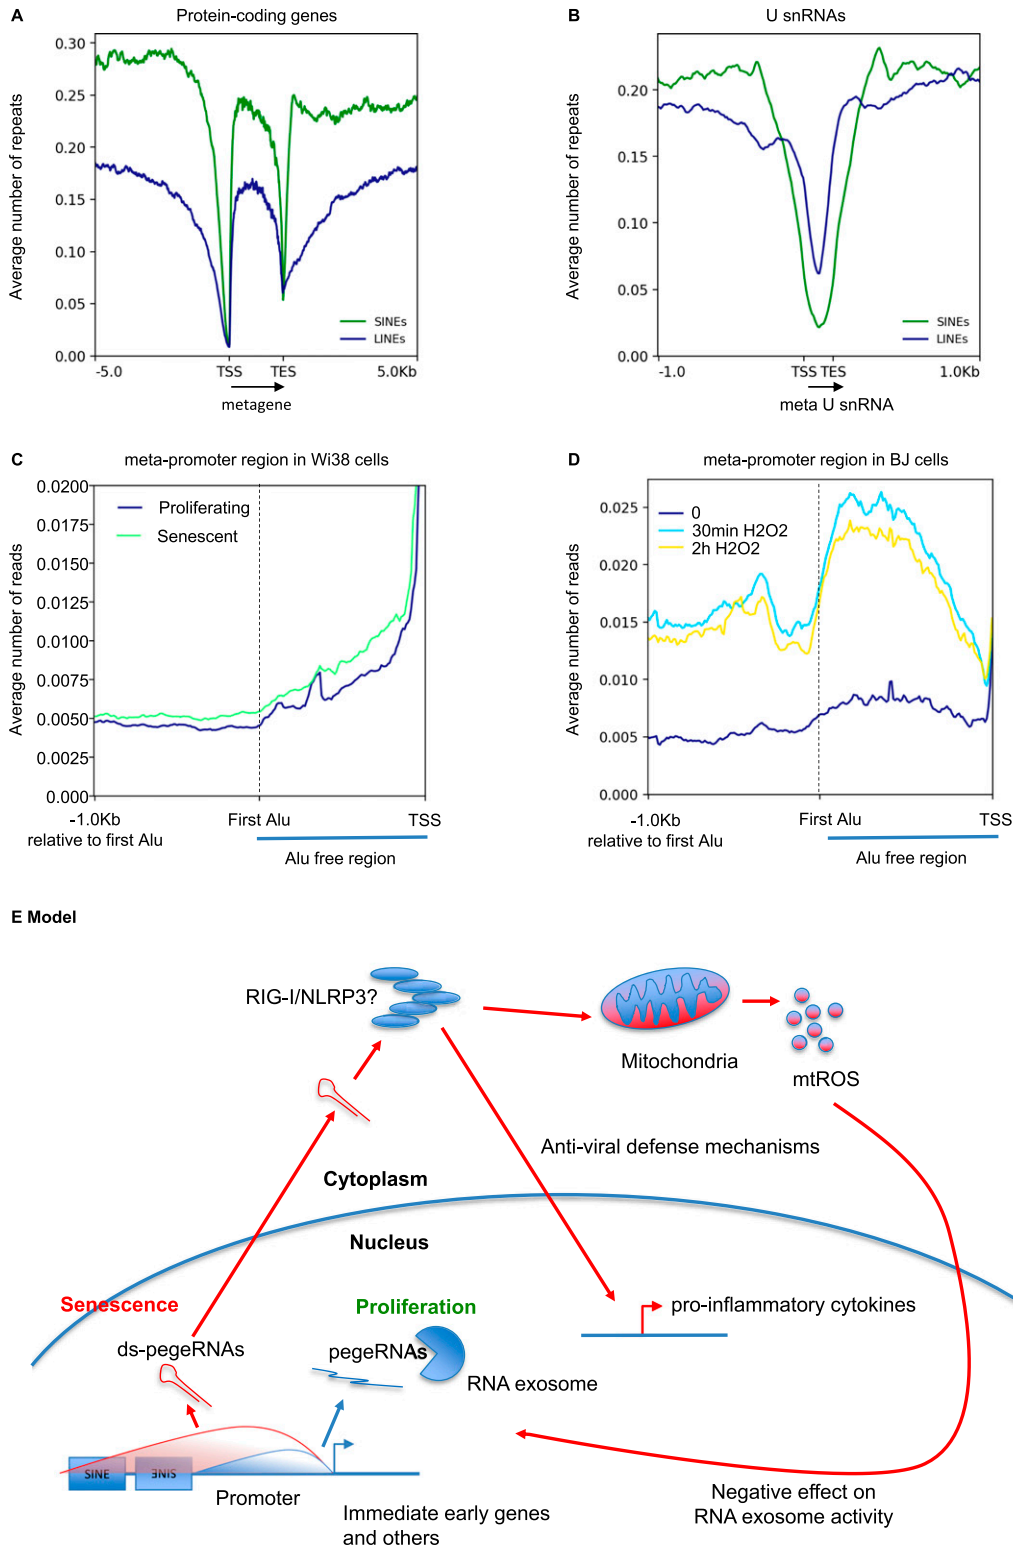 A
Protein-coding genes
Average number of repeats
0.30
0.25
0.20
0.15
0.10
0.05
0.00
SINEs
LINEs
-5.0
TSS
TES
5.0Kb
metagene
B
U snRNAs
Average number of repeats
0.20
0.15
0.10
0.05
0.00
SINEs
LINEs
-1.0
TSS
TES
1.0Kb
meta U snRNA
C
meta-promoter region in Wi38 cells
Average number of reads
0.0200
0.0175
0.0150
0.0125
0.0100
0.0075
0.0050
0.0025
0.000
Proliferating
Senescent
-1.0Kb
relative to first Alu
First Alu
TSS
Alu free region
D
meta-promoter region in BJ cells
Average number of reads
0.025
0.020
0.015
0.010
0.005
0.000
0
30min H2O2
2h H2O2
-1.0Kb
relative to first Alu
First Alu
TSS
Alu free region
E Model
RIG-I/NLRP3?
Mitochondria
mtROS
Anti-viral defense mechanisms
Cytoplasm
Nucleus
Senescence
Proliferation
pro-inflammatory cytokines
ds-pegeRNAs
pegeRNAs
RNA exosome
SINE
SINE
Promoter
Immediate early genes
and others
Negative effect on
RNA exosome activity